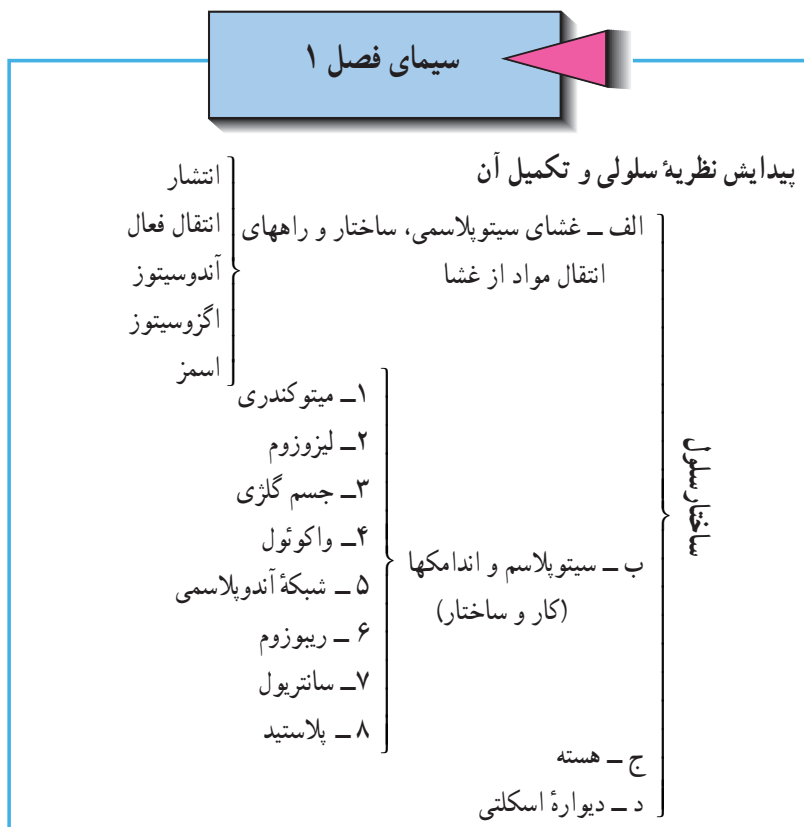 سیمای فصل ۱
پیدایش نظریهٔ سلولی و تکمیل آن
ساختار سلول
الف ــ غشای سیتوپلاسمی، ساختار و راههای
انتقال مواد از غشا
انتشار
انتقال فعال
آندوسیتوز
اگزوسیتوز
اسمز
ب ــ سیتوپلاسم و اندامکها
(کار و ساختار)
۱ــ میتوکندری
۲ــ لیزوزوم
۳ــ جسم گلژی
۴ــ واکوئول
۵ ــ شبکهٔ آندوپلاسمی
۶ ــ ریبوزوم
۷ــ سانتریول
۸ ــ پلاستید
ج ــ هسته
د ــ دیوارهٔ اسکلتی